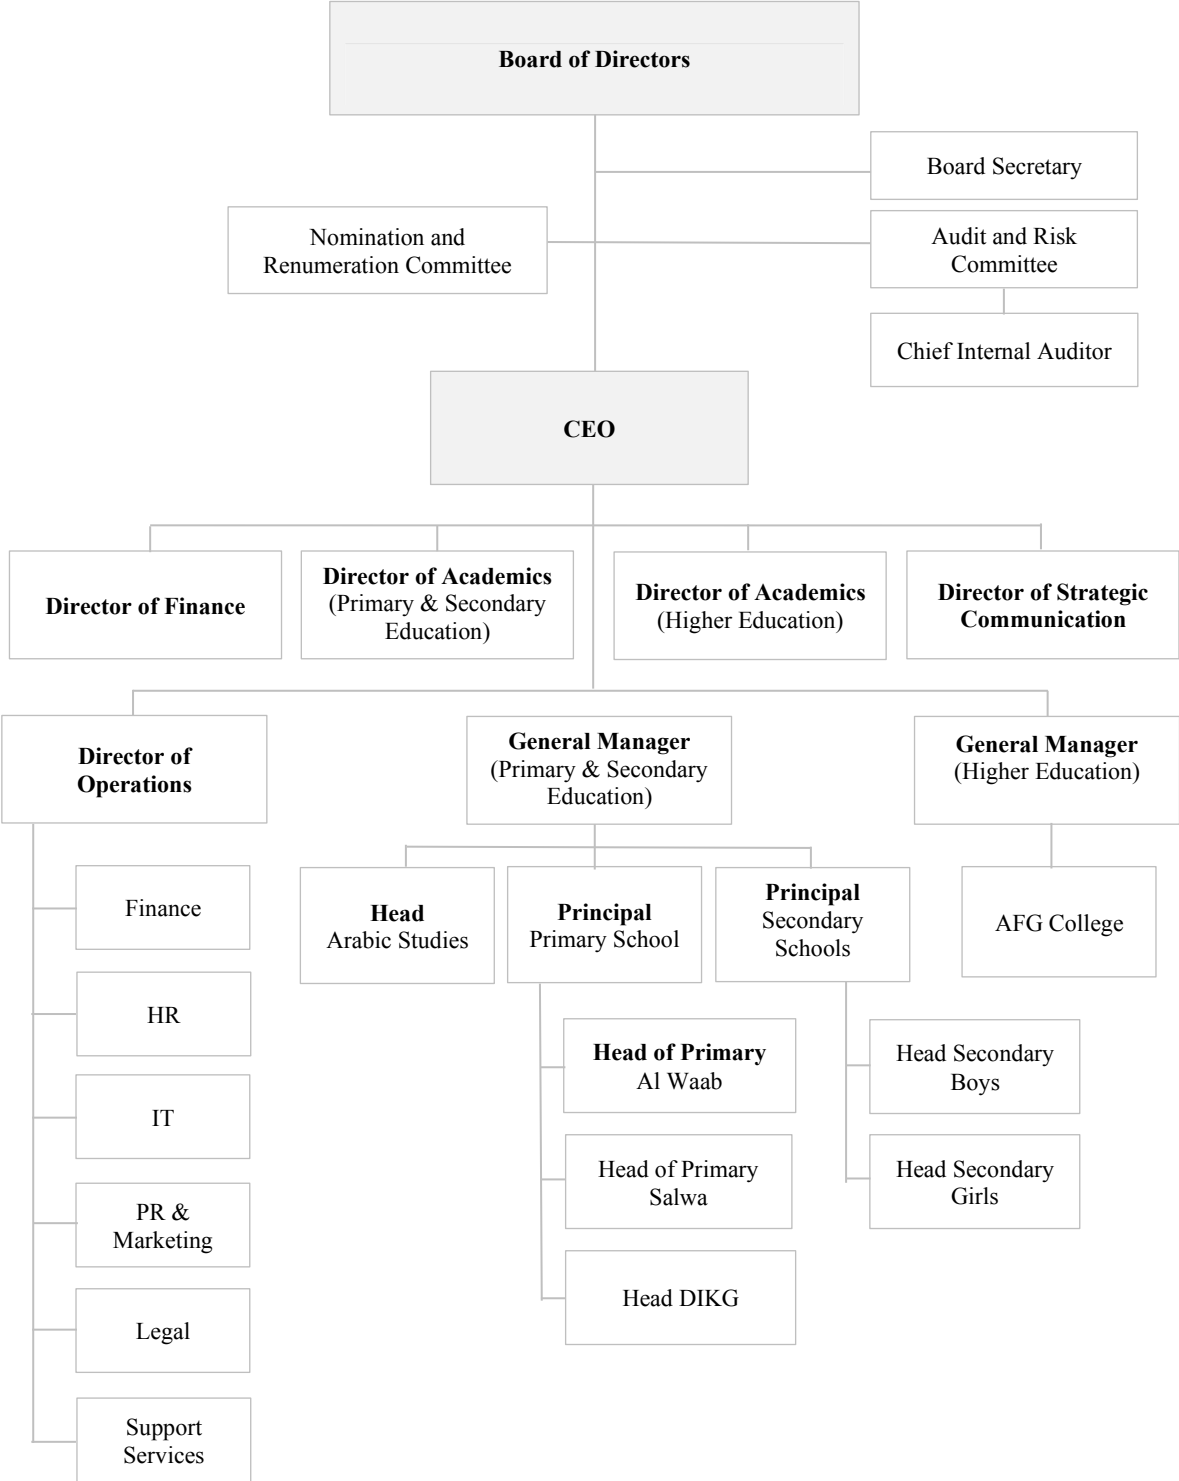 Board of Directors
Board Secretary
Nomination and
Renumeration Committee
Audit and Risk
Committee
Chief Internal Auditor
CEO
Director of Finance
Director of Academics
(Primary & Secondary
Education)
Director of Academics
(Higher Education)
Director of Strategic
Communication
Director of
Operations
General Manager
(Primary & Secondary
Education)
General Manager
(Higher Education)
Finance
HR
IT
PR &
Marketing
Legal
Support
Services
Head
Arabic Studies
Principal
Primary School
Head of Primary
Al Waab
Head of Primary
Salwa
Head DIKG
Principal
Secondary
Schools
Head Secondary
Boys
Head Secondary
Girls
AFG College